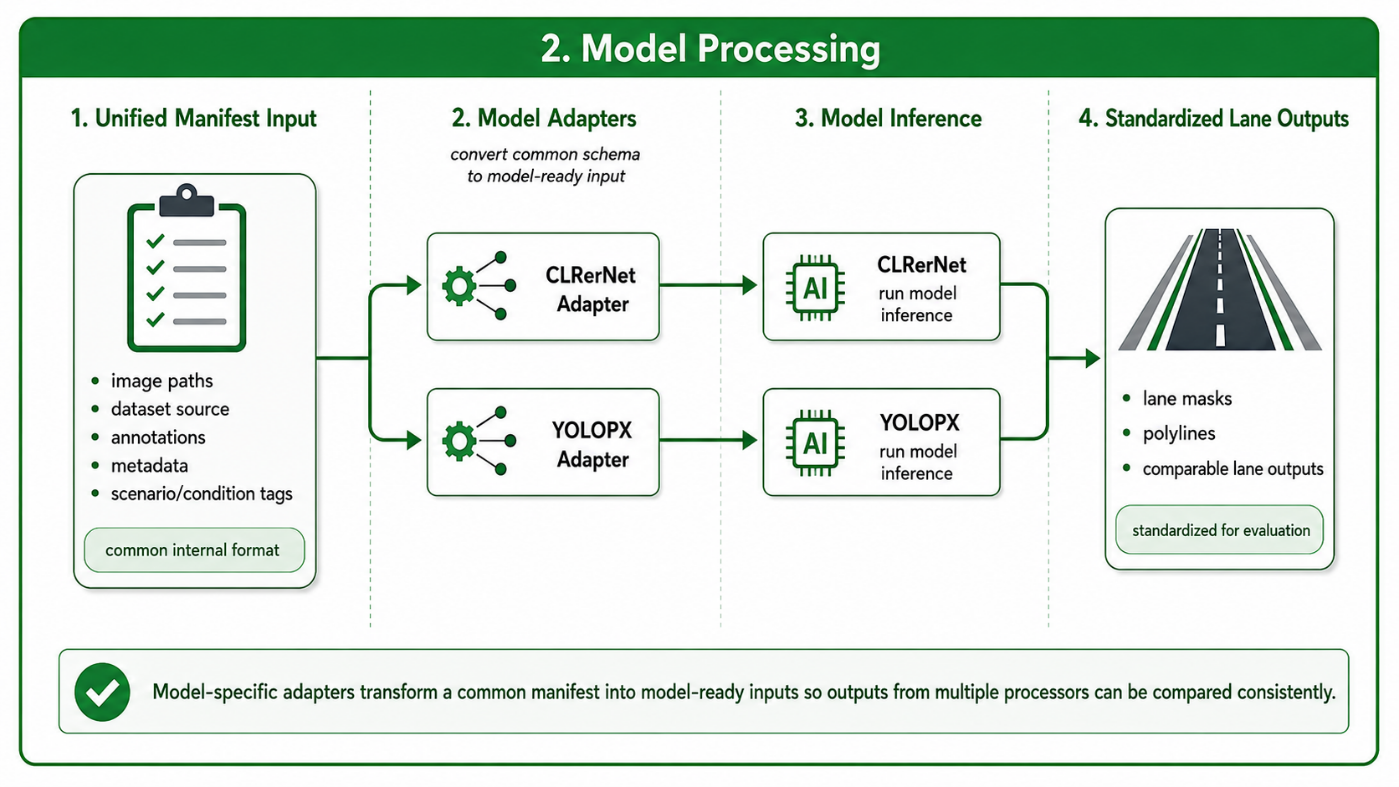 2. Model Processing
1. Unified Manifest Input
image paths
dataset source
annotations
metadata
scenario/condition tags
common internal format
2. Model Adapters
convert common schema
to model-ready input
CLRerNet
Adapter
YOLOPX
Adapter
3. Model Inference
AI
CLRerNet
run model
inference
AI
YOLOPX
run model
inference
4. Standardized Lane Outputs
lane masks
polylines
comparable lane outputs
standardized for evaluation
Model-specific adapters transform a common manifest into model-ready inputs so outputs from multiple processors can be compared consistently.